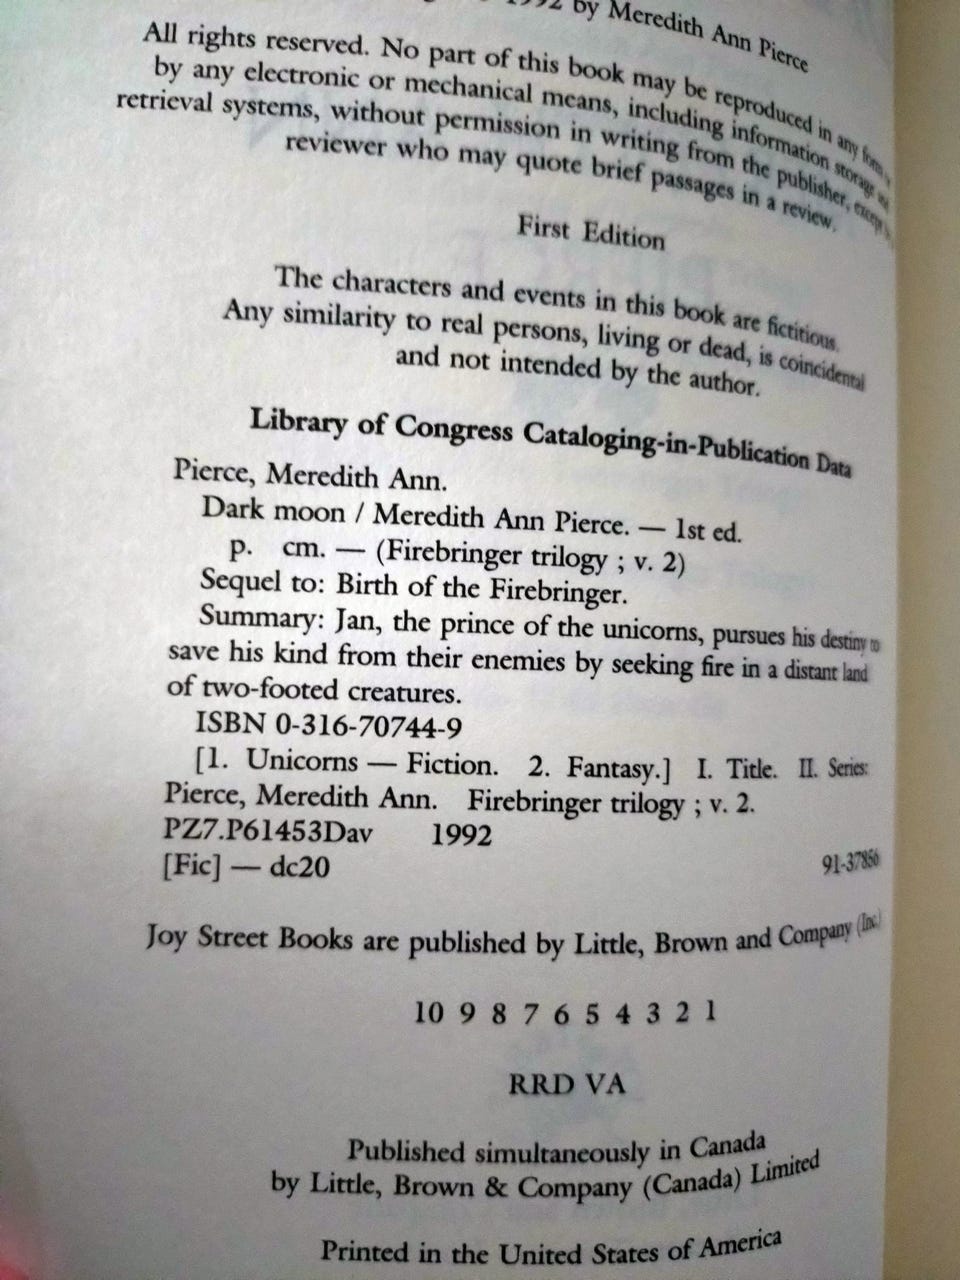 1992 by Meredith Ann Pierce
All rights reserved. No part of this book may be reproduced in any form or
by any electronic or mechanical means, including information storage and
retrieval systems, without permission in writing from the publisher, except by
reviewer who may quote brief passages in a review.
First Edition
The characters and events in this book are fictitious.
Any similarity to real persons, living or dead, is coincidental
and not intended by the author.
Library of Congress Cataloging-in-Publication Data
Pierce, Meredith Ann.
Dark moon / Meredith Ann Pierce. — 1st ed.
p. cm. — (Firebringer trilogy ; v. 2)
Sequel to: Birth of the Firebringer.
Summary: Jan, the prince of the unicorns, pursues his destiny to
save his kind from their enemies by seeking fire in a distant land
of two-footed creatures.
ISBN 0-316-70744-9
[1. Unicorns — Fiction. 2. Fantasy.] I. Title. II. Series:
Pierce, Meredith Ann. Firebringer trilogy ; v. 2.
PZ7.P61453Dav 1992
[Fic] — dc20 91-37856
Joy Street Books are published by Little, Brown and Company (Inc.)
10 9 8 7 6 5 4 3 2 1
RRD VA
Published simultaneously in Canada
by Little, Brown & Company (Canada) Limited
Printed in the United States of America